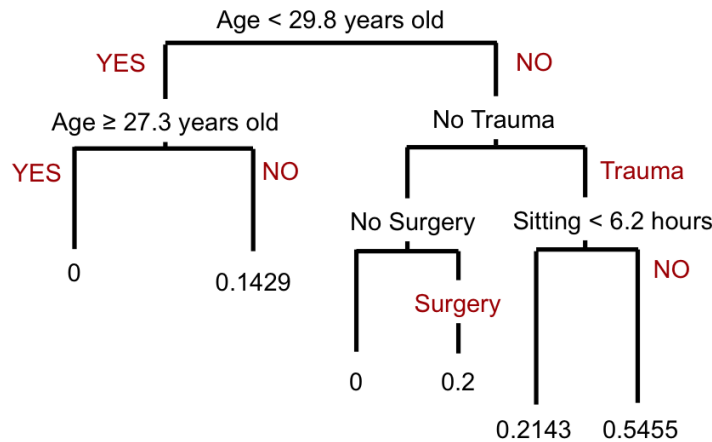 Age < 29.8 years old
YES
NO
Age ≥ 27.3 years old
No Trauma
YES
NO
Trauma
No Surgery
Sitting < 6.2 hours
0
0.1429
Surgery
NO
0
0.2
0.2143
0.5455